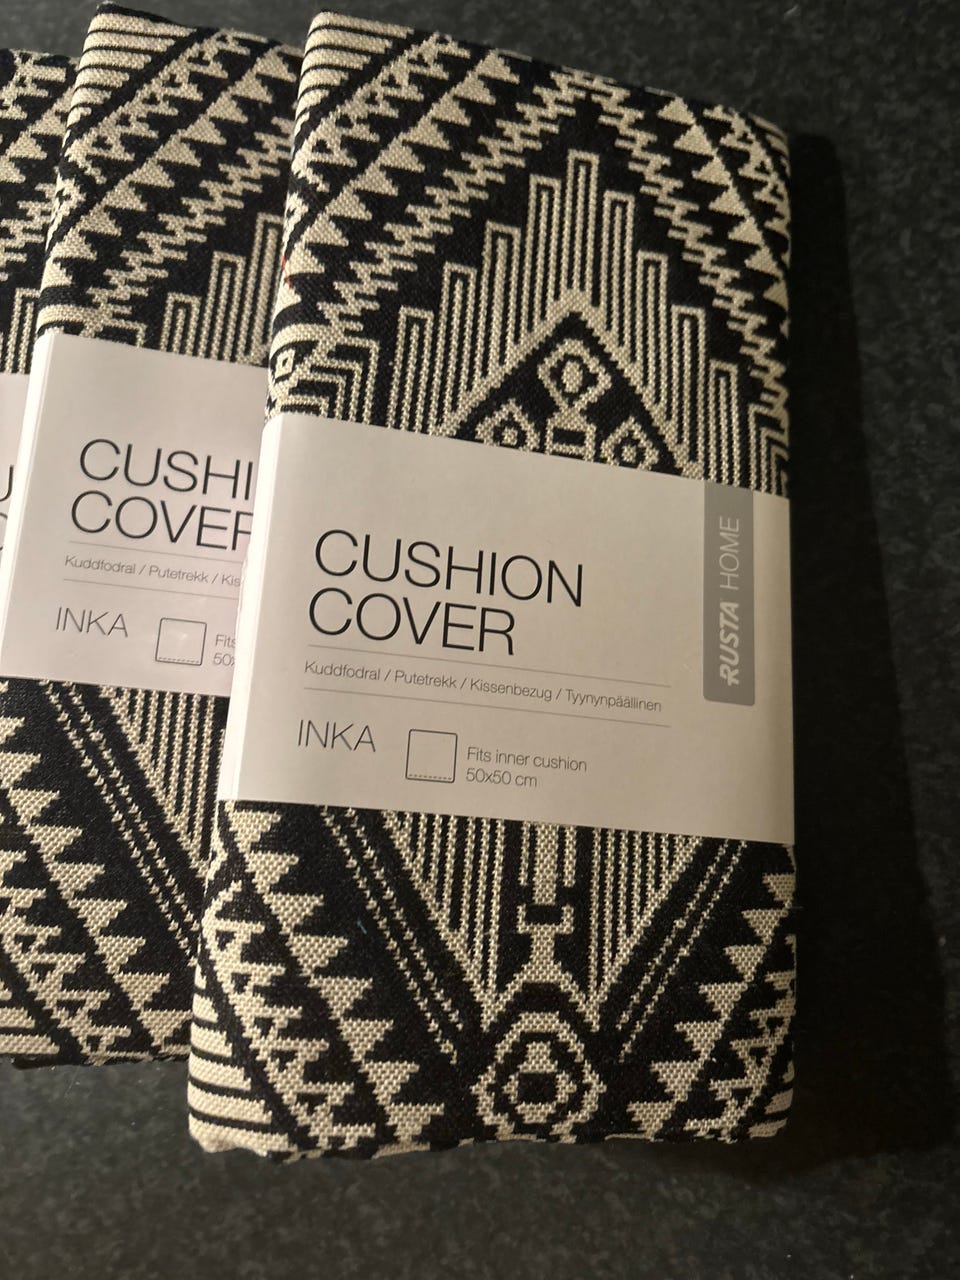 CUSHI
COVER
Kuddfodral / Putetrekk / Kis
INKA
Fits
50x
CUSHION
COVER
Kuddfodral / Putetrekk / Kissenbezug / Tyynynpäällinen
INKA
Fits inner cushion
50x50 cm
RUSTA HOME